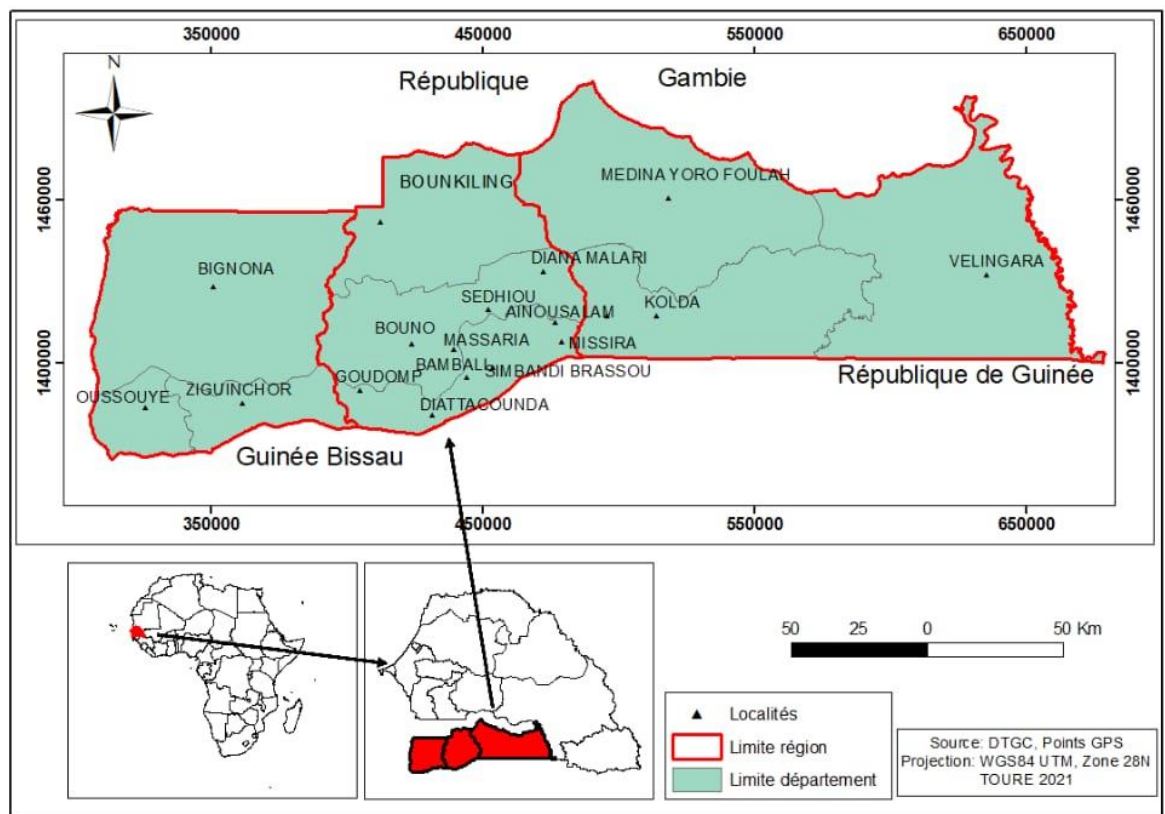 350000 450000 550000 650000
N
République Gambie
1460000 1460000
MEDINA YORO FOULAH
BOUNKILING
BIGNONA
DIANA MALARI
VELINGARA
SEDHIOU
KOLDA
AINOUSALAM
BOUNO
MASSARIA
MISSIRA
1400000 1400000
BAMBALI
SIMBANDI BRASSOU
GOUDOMP
République de Guinée
OUSSOUYE
ZIGUINCHOR
DIATTACOUNDA
Guinée Bissau
350000 450000 550000 650000
50 25 0 50 Km
Localités
Limite région
Limite département
Source: DTGC, Points GPS
Projection: WGS84 UTM, Zone 28N
TOURE 2021